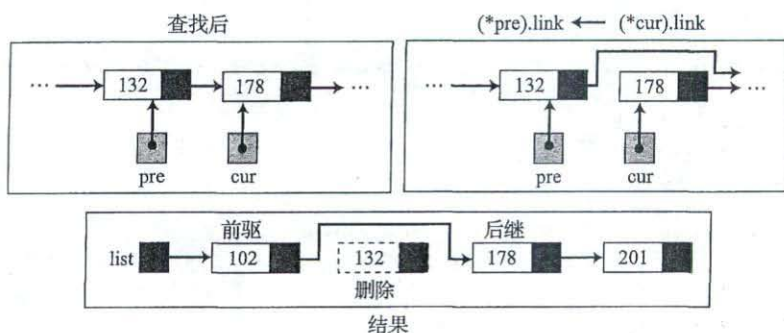 查找后
(*pre).link ← (*cur).link
… 132 178 …
pre cur
… 132 178 …
pre cur
前驱 后继
list 102 132 178 201
删除
结果